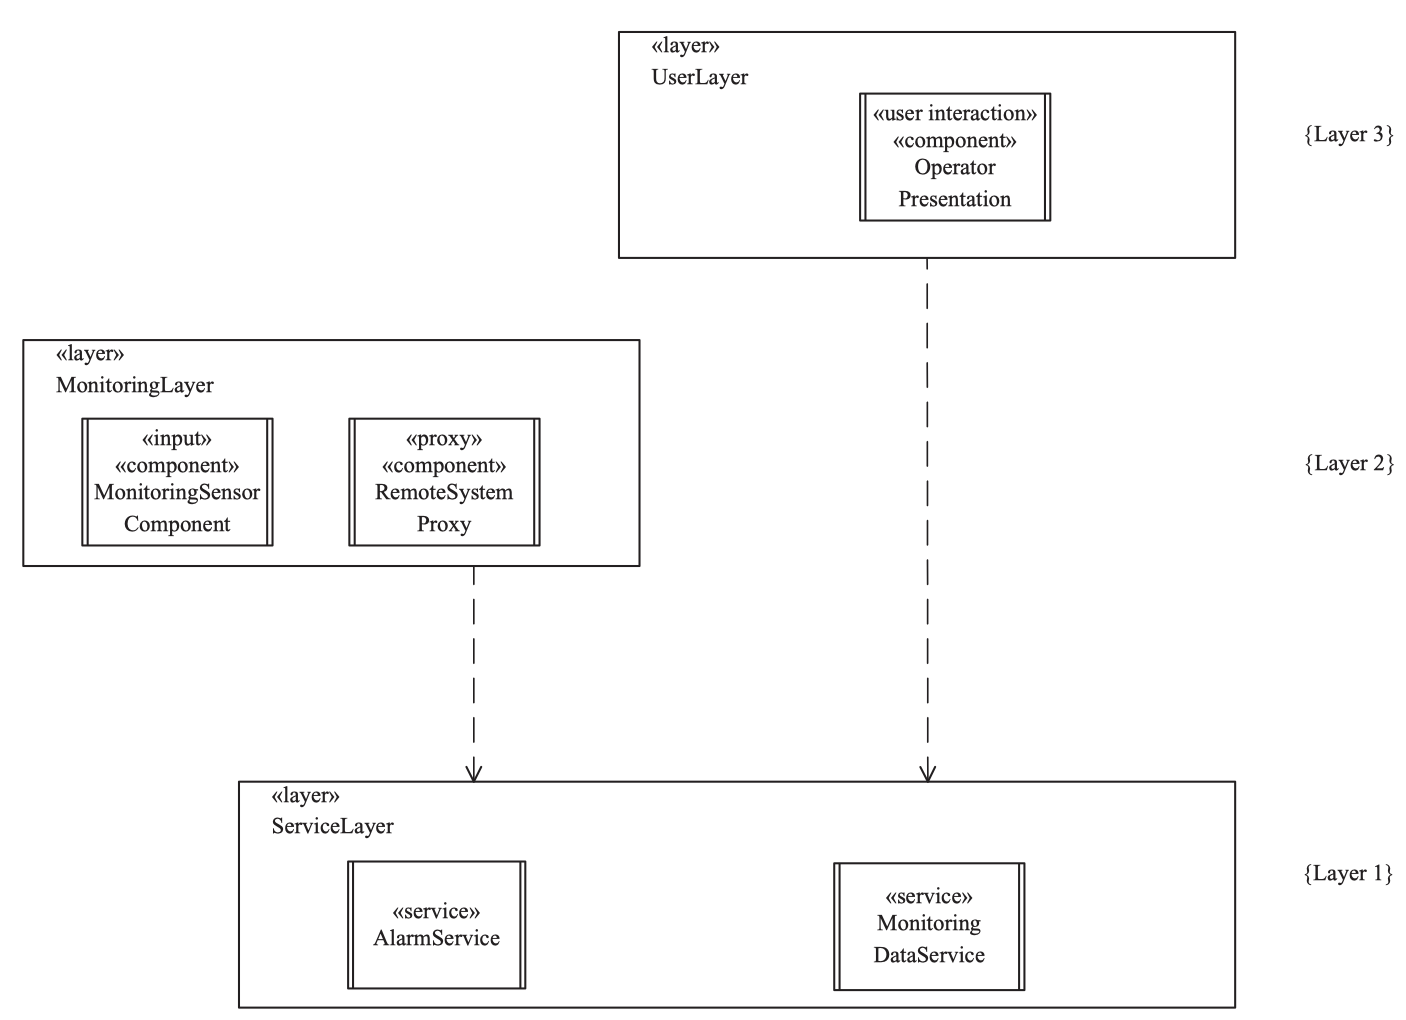 «layer»
UserLayer
«user interaction»
«component»
Operator
Presentation
{Layer 3}
«layer»
MonitoringLayer
«input»
«component»
MonitoringSensor
Component
«proxy»
«component»
RemoteSystem
Proxy
{Layer 2}
«layer»
ServiceLayer
«service»
AlarmService
«service»
Monitoring
DataService
{Layer 1}